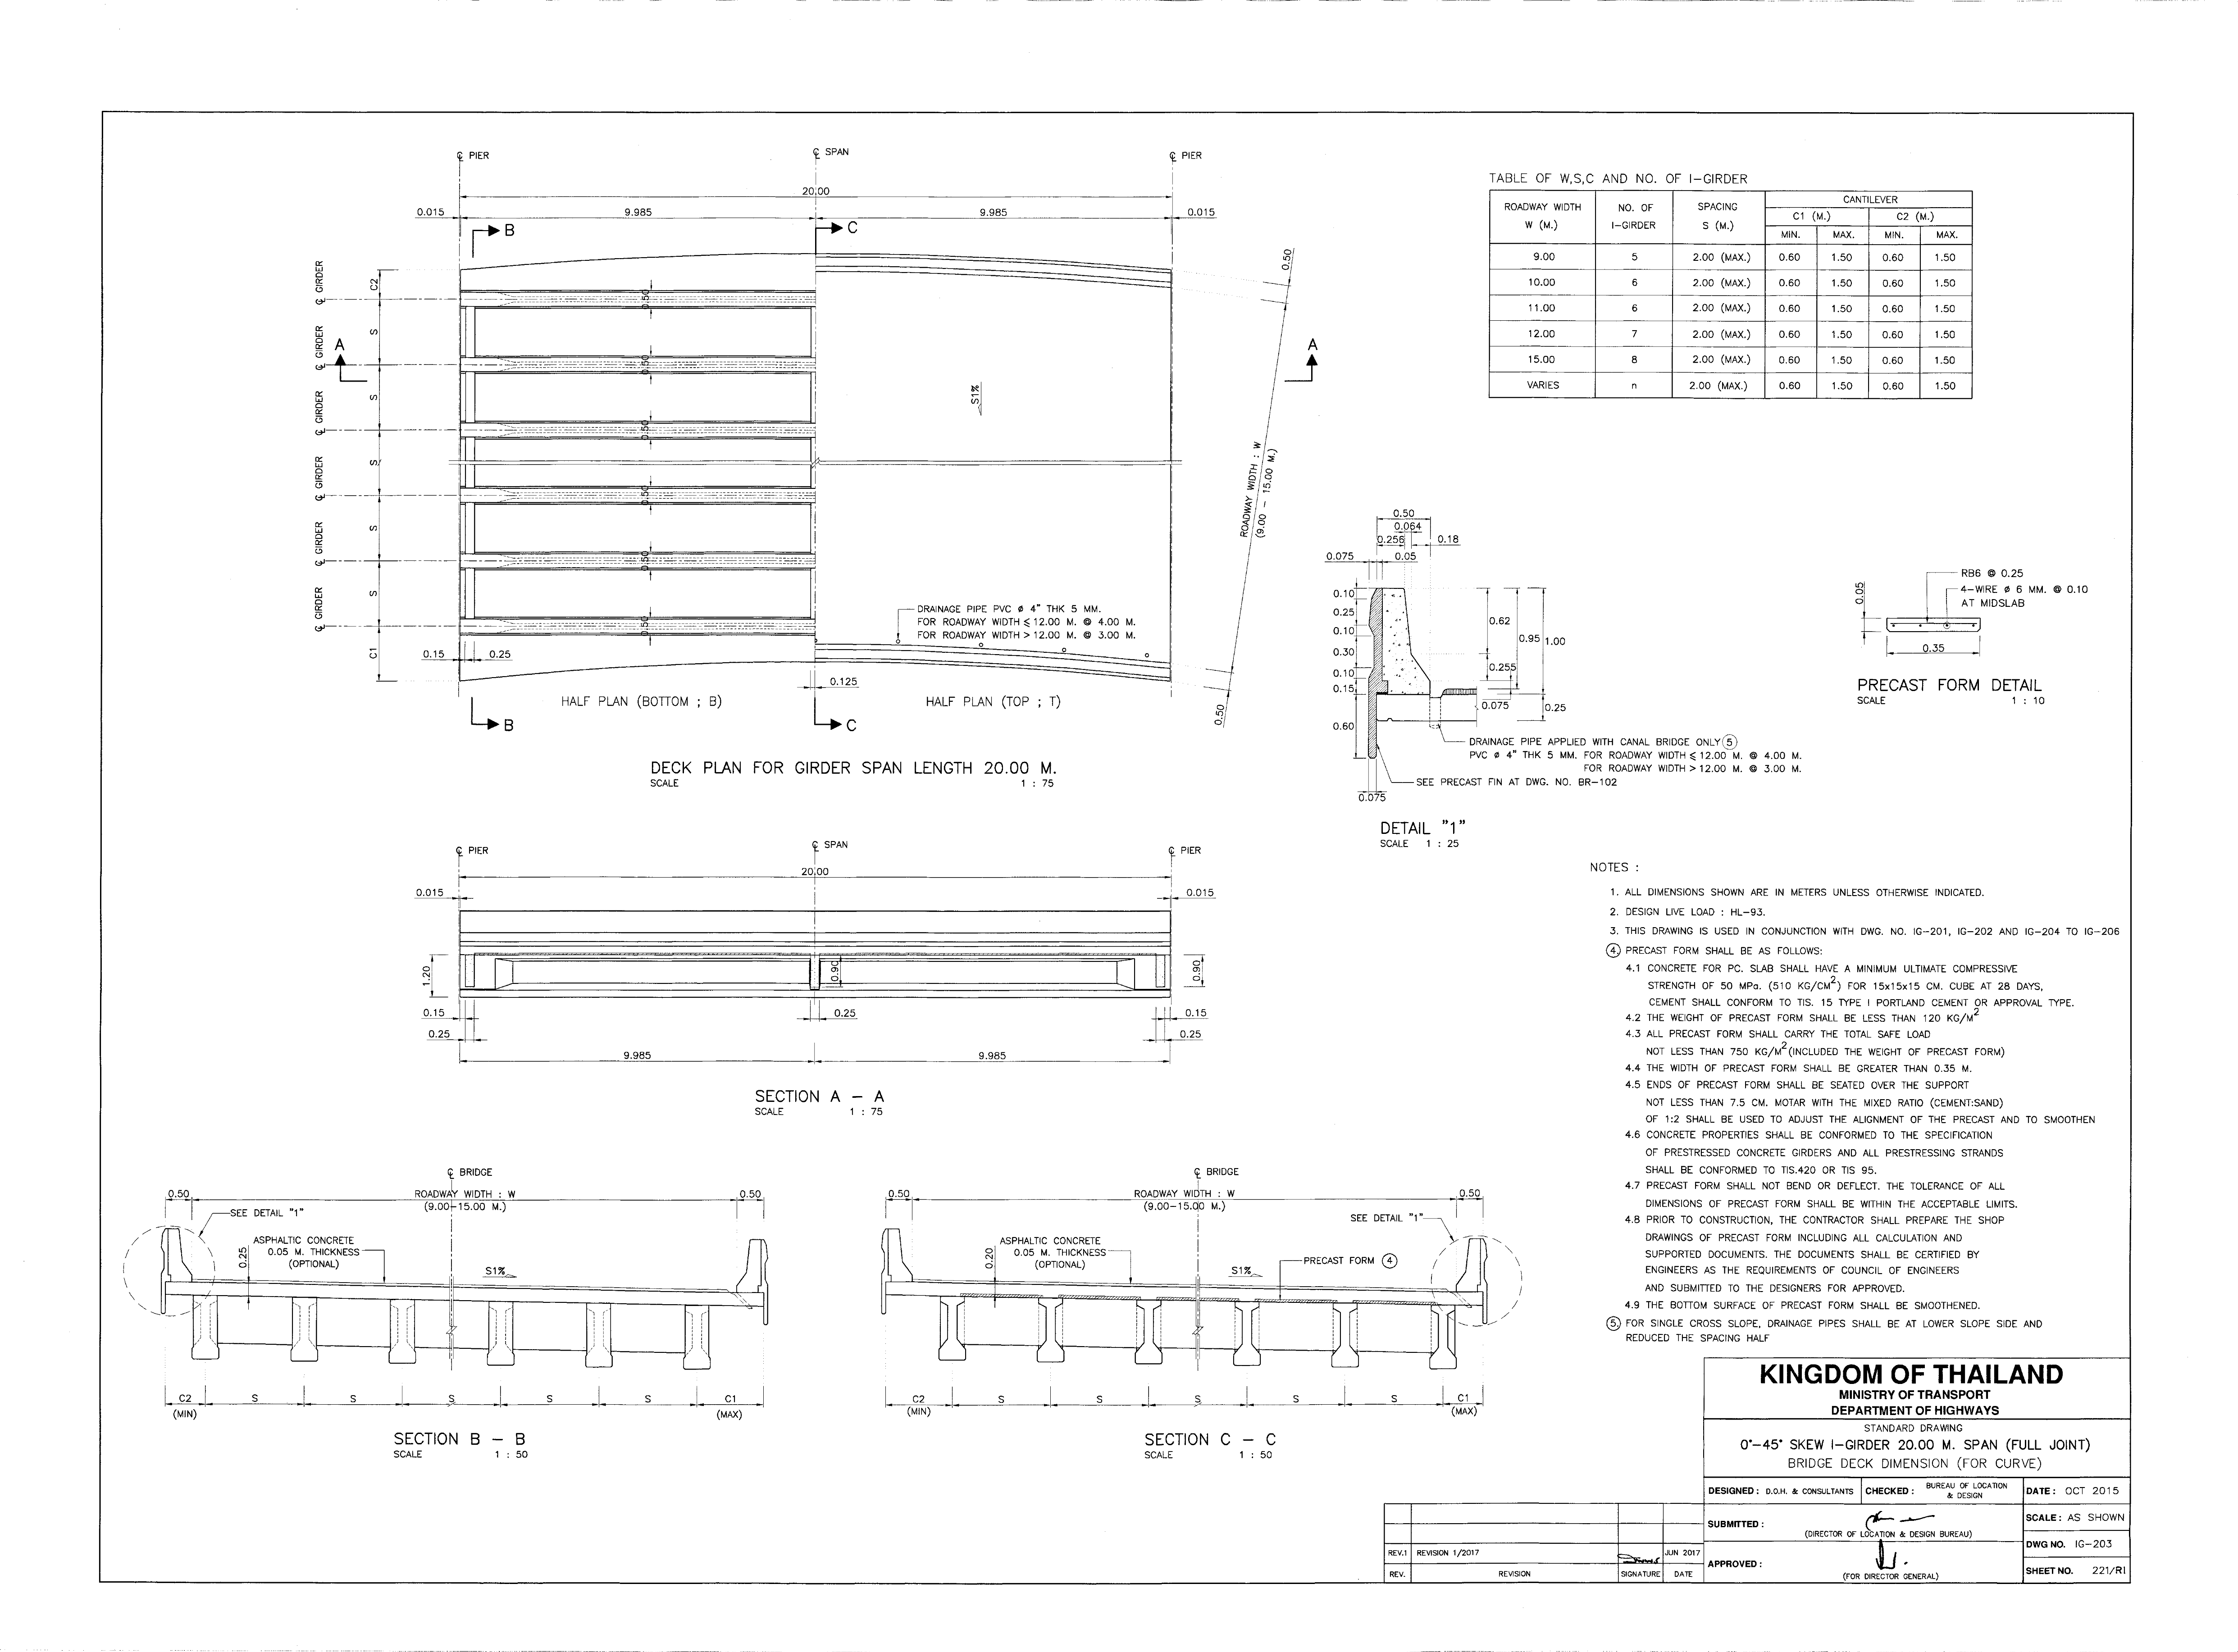 ℄ PIER
℄ SPAN
℄ PIER
20.00
0.015
9.985
9.985
0.015
B
C
℄ GIRDER
℄ GIRDER
℄ GIRDER
℄ GIRDER
℄ GIRDER
℄ GIRDER
C2
S
S
S
S
S
C1
A
A
0.50
0.50
0.50
0.50
0.50
0.50
S1%
0.50
ROADWAY WIDTH : W
(9.00 - 15.00 M.)
0.50
DRAINAGE PIPE PVC ø 4" THK 5 MM.
FOR ROADWAY WIDTH ⩽ 12.00 M. @ 4.00 M.
FOR ROADWAY WIDTH > 12.00 M. @ 3.00 M.
0.15
0.25
0.125
HALF PLAN (BOTTOM ; B)
HALF PLAN (TOP ; T)
B
C
DECK PLAN FOR GIRDER SPAN LENGTH 20.00 M.
SCALE 1 : 75
TABLE OF W,S,C AND NO. OF I-GIRDER
ROADWAY WIDTH W (M.)
NO. OF I-GIRDER
SPACING S (M.)
CANTILEVER
C1 (M.) C2 (M.)
MIN. MAX. MIN. MAX.
9.00 5 2.00 (MAX.) 0.60 1.50 0.60 1.50
10.00 6 2.00 (MAX.) 0.60 1.50 0.60 1.50
11.00 6 2.00 (MAX.) 0.60 1.50 0.60 1.50
12.00 7 2.00 (MAX.) 0.60 1.50 0.60 1.50
15.00 8 2.00 (MAX.) 0.60 1.50 0.60 1.50
VARIES n 2.00 (MAX.) 0.60 1.50 0.60 1.50
0.50
0.064
0.256
0.18
0.075
0.05
0.10
0.25
0.10
0.30
0.10
0.15
0.60
0.62
0.95
1.00
0.255
0.075
0.25
0.075
DRAINAGE PIPE APPLIED WITH CANAL BRIDGE ONLY 5
PVC ø 4" THK 5 MM. FOR ROADWAY WIDTH ⩽ 12.00 M. @ 4.00 M.
FOR ROADWAY WIDTH > 12.00 M. @ 3.00 M.
SEE PRECAST FIN AT DWG. NO. BR-102
DETAIL "1"
SCALE 1 : 25
RB6 @ 0.25
4-WIRE ø 6 MM. @ 0.10
AT MIDSLAB
0.05
0.35
PRECAST FORM DETAIL
SCALE 1 : 10
℄ PIER
℄ SPAN
℄ PIER
20.00
0.015
0.015
1.20
0.90
0.90
0.15
0.25
0.25
0.15
0.25
9.985
9.985
SECTION A - A
SCALE 1 : 75
℄ BRIDGE
0.50
ROADWAY WIDTH : W
(9.00-15.00 M.)
0.50
SEE DETAIL "1"
ASPHALTIC CONCRETE
0.05 M. THICKNESS
(OPTIONAL)
0.25
S1%
C2
(MIN)
S
S
S
S
S
C1
(MAX)
SECTION B - B
SCALE 1 : 50
℄ BRIDGE
0.50
ROADWAY WIDTH : W
(9.00-15.00 M.)
0.50
SEE DETAIL "1"
ASPHALTIC CONCRETE
0.05 M. THICKNESS
(OPTIONAL)
0.20
S1%
PRECAST FORM 4
C2
(MIN)
S
S
S
S
S
C1
(MAX)
SECTION C - C
SCALE 1 : 50
NOTES :
1. ALL DIMENSIONS SHOWN ARE IN METERS UNLESS OTHERWISE INDICATED.
2. DESIGN LIVE LOAD : HL-93.
3. THIS DRAWING IS USED IN CONJUNCTION WITH DWG. NO. IG-201, IG-202 AND IG-204 TO IG-206
4. PRECAST FORM SHALL BE AS FOLLOWS:
4.1 CONCRETE FOR PC. SLAB SHALL HAVE A MINIMUM ULTIMATE COMPRESSIVE
STRENGTH OF 50 MPa. (510 KG/CM2) FOR 15x15x15 CM. CUBE AT 28 DAYS,
CEMENT SHALL CONFORM TO TIS. 15 TYPE I PORTLAND CEMENT OR APPROVAL TYPE.
4.2 THE WEIGHT OF PRECAST FORM SHALL BE LESS THAN 120 KG/M2
4.3 ALL PRECAST FORM SHALL CARRY THE TOTAL SAFE LOAD
NOT LESS THAN 750 KG/M2 (INCLUDED THE WEIGHT OF PRECAST FORM)
4.4 THE WIDTH OF PRECAST FORM SHALL BE GREATER THAN 0.35 M.
4.5 ENDS OF PRECAST FORM SHALL BE SEATED OVER THE SUPPORT
NOT LESS THAN 7.5 CM. MOTAR WITH THE MIXED RATIO (CEMENT:SAND)
OF 1:2 SHALL BE USED TO ADJUST THE ALIGNMENT OF THE PRECAST AND TO SMOOTHEN
4.6 CONCRETE PROPERTIES SHALL BE CONFORMED TO THE SPECIFICATION
OF PRESTRESSED CONCRETE GIRDERS AND ALL PRESTRESSING STRANDS
SHALL BE CONFORMED TO TIS.420 OR TIS 95.
4.7 PRECAST FORM SHALL NOT BEND OR DEFLECT. THE TOLERANCE OF ALL
DIMENSIONS OF PRECAST FORM SHALL BE WITHIN THE ACCEPTABLE LIMITS.
4.8 PRIOR TO CONSTRUCTION, THE CONTRACTOR SHALL PREPARE THE SHOP
DRAWINGS OF PRECAST FORM INCLUDING ALL CALCULATION AND
SUPPORTED DOCUMENTS. THE DOCUMENTS SHALL BE CERTIFIED BY
ENGINEERS AS THE REQUIREMENTS OF COUNCIL OF ENGINEERS
AND SUBMITTED TO THE DESIGNERS FOR APPROVED.
4.9 THE BOTTOM SURFACE OF PRECAST FORM SHALL BE SMOOTHENED.
5. FOR SINGLE CROSS SLOPE, DRAINAGE PIPES SHALL BE AT LOWER SLOPE SIDE AND
REDUCED THE SPACING HALF
KINGDOM OF THAILAND
MINISTRY OF TRANSPORT
DEPARTMENT OF HIGHWAYS
STANDARD DRAWING
0°-45° SKEW I-GIRDER 20.00 M. SPAN (FULL JOINT)
BRIDGE DECK DIMENSION (FOR CURVE)
DESIGNED : D.O.H. & CONSULTANTS
CHECKED : BUREAU OF LOCATION & DESIGN
DATE : OCT 2015
SUBMITTED :
(DIRECTOR OF LOCATION & DESIGN BUREAU)
SCALE : AS SHOWN
DWG NO. IG-203
APPROVED :
(FOR DIRECTOR GENERAL)
SHEET NO. 221/R1
REV.1 REVISION 1/2017 JUN 2017
REV. REVISION SIGNATURE DATE